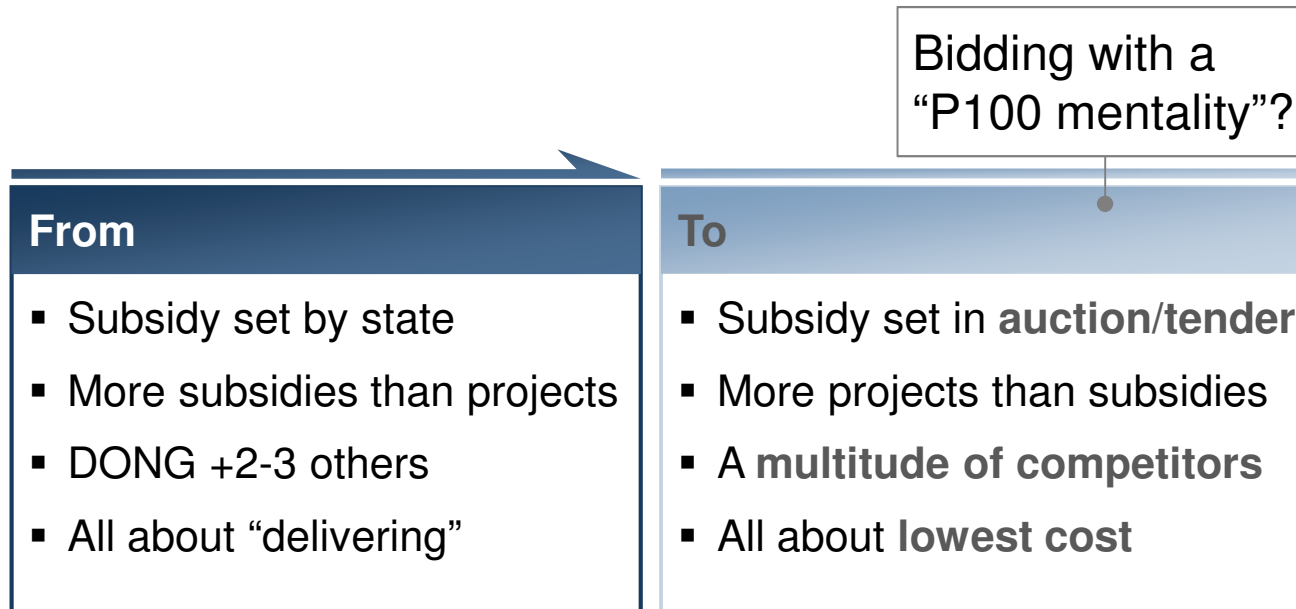 Bidding with a
“P100 mentality”?
From
▪ Subsidy set by state
▪ More subsidies than projects
▪ DONG +2-3 others
▪ All about “delivering”
To
▪ Subsidy set in auction/tender
▪ More projects than subsidies
▪ A multitude of competitors
▪ All about lowest cost